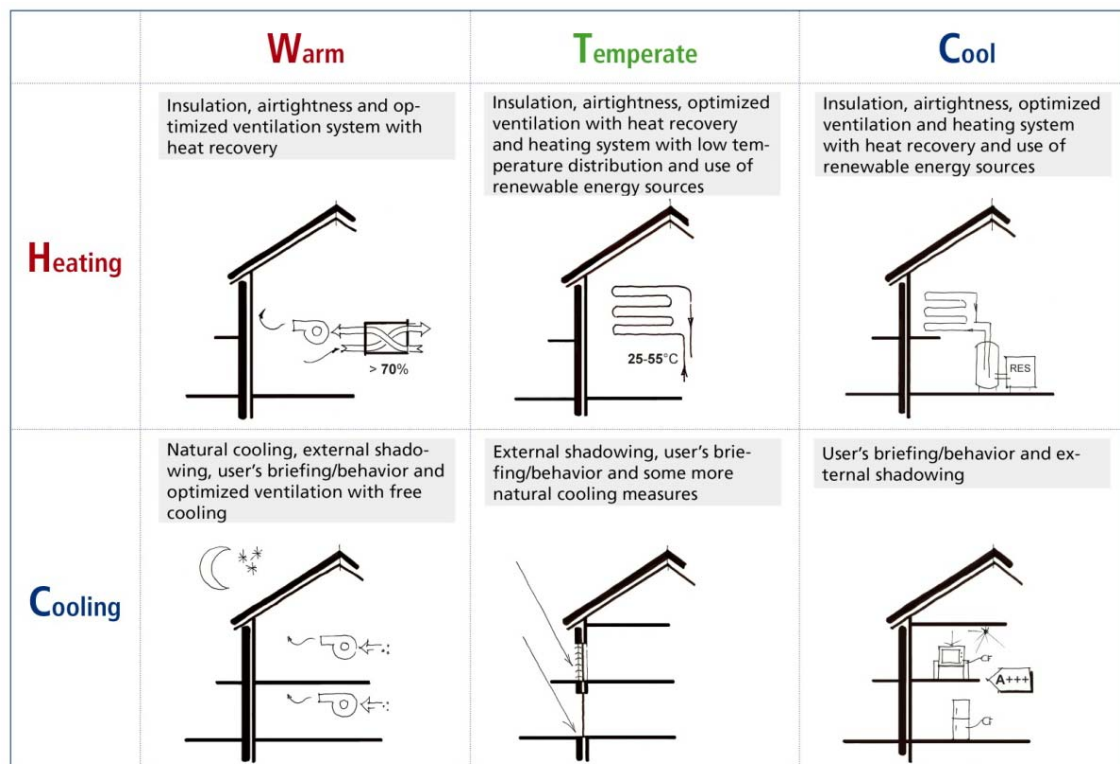 Warm
Temperate
Cool
Heating
Insulation, airtightness and op-
timized ventilation system with
heat recovery
Insulation, airtightness, optimized
ventilation with heat recovery
and heating system with low tem-
perature distribution and use of
renewable energy sources
Insulation, airtightness, optimized
ventilation and heating system
with heat recovery and use of
renewable energy sources
> 70%
25-55°C
RES
Cooling
Natural cooling, external shado-
wing, user's briefing/behavior and
optimized ventilation with free
cooling
External shadowing, user's brie-
fing/behavior and some more
natural cooling measures
User's briefing/behavior and ex-
ternal shadowing
A+++